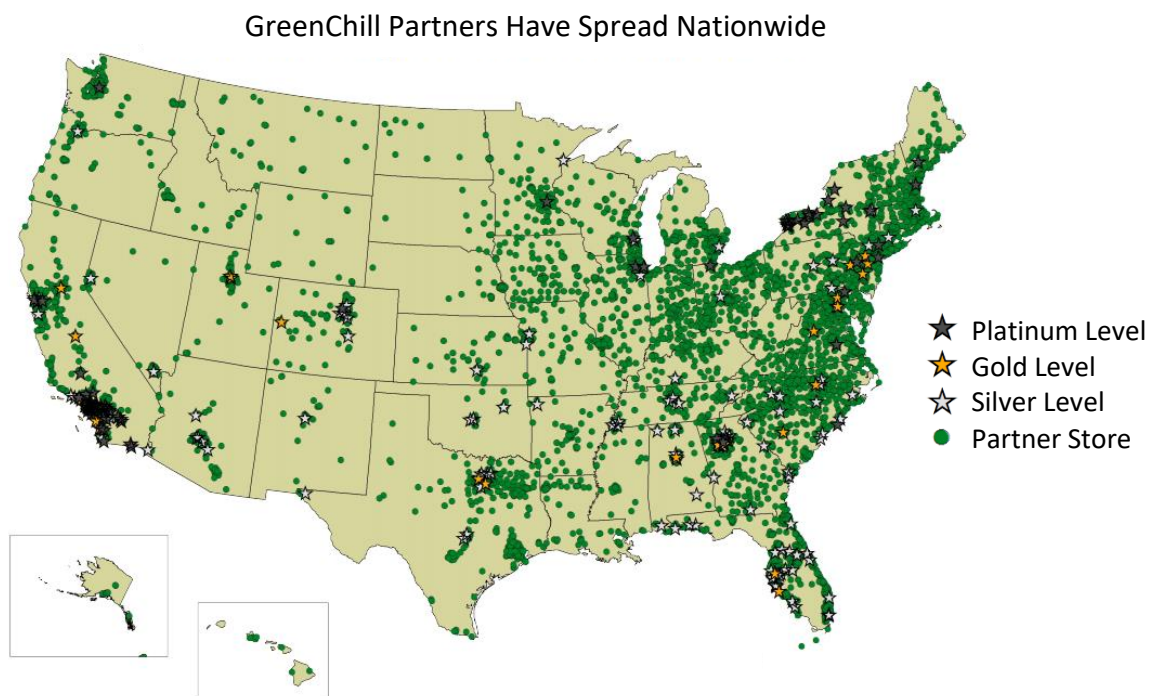 GreenChill Partners Have Spread Nationwide
Platinum Level
Gold Level
Silver Level
Partner Store